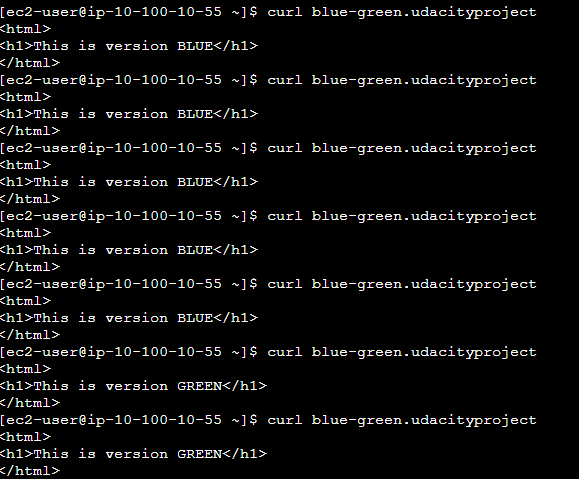 [ec2-user@ip-10-100-10-55 ~]$ curl blue-green.udacityproject
<html>
<h1>This is version BLUE</h1>
</html>
[ec2-user@ip-10-100-10-55 ~]$ curl blue-green.udacityproject
<html>
<h1>This is version BLUE</h1>
</html>
[ec2-user@ip-10-100-10-55 ~]$ curl blue-green.udacityproject
<html>
<h1>This is version BLUE</h1>
</html>
[ec2-user@ip-10-100-10-55 ~]$ curl blue-green.udacityproject
<html>
<h1>This is version BLUE</h1>
</html>
[ec2-user@ip-10-100-10-55 ~]$ curl blue-green.udacityproject
<html>
<h1>This is version BLUE</h1>
</html>
[ec2-user@ip-10-100-10-55 ~]$ curl blue-green.udacityproject
<html>
<h1>This is version GREEN</h1>
</html>
[ec2-user@ip-10-100-10-55 ~]$ curl blue-green.udacityproject
<html>
<h1>This is version GREEN</h1>
</html>